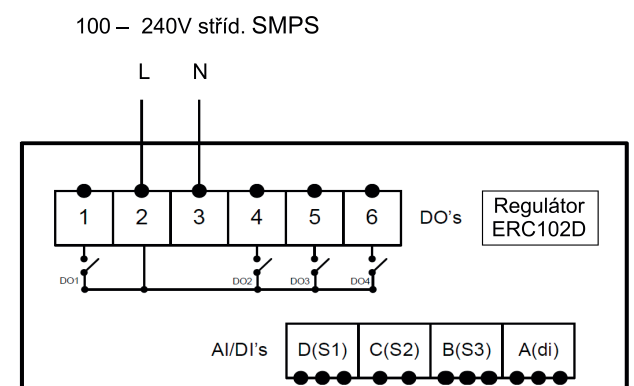 100 – 240V stříd. SMPS
L N
1 2 3 4 5 6 DO's
Regulátor
ERC102D
DO1 DO2 DO3 DO4
AI/DI's D(S1) C(S2) B(S3) A(di)